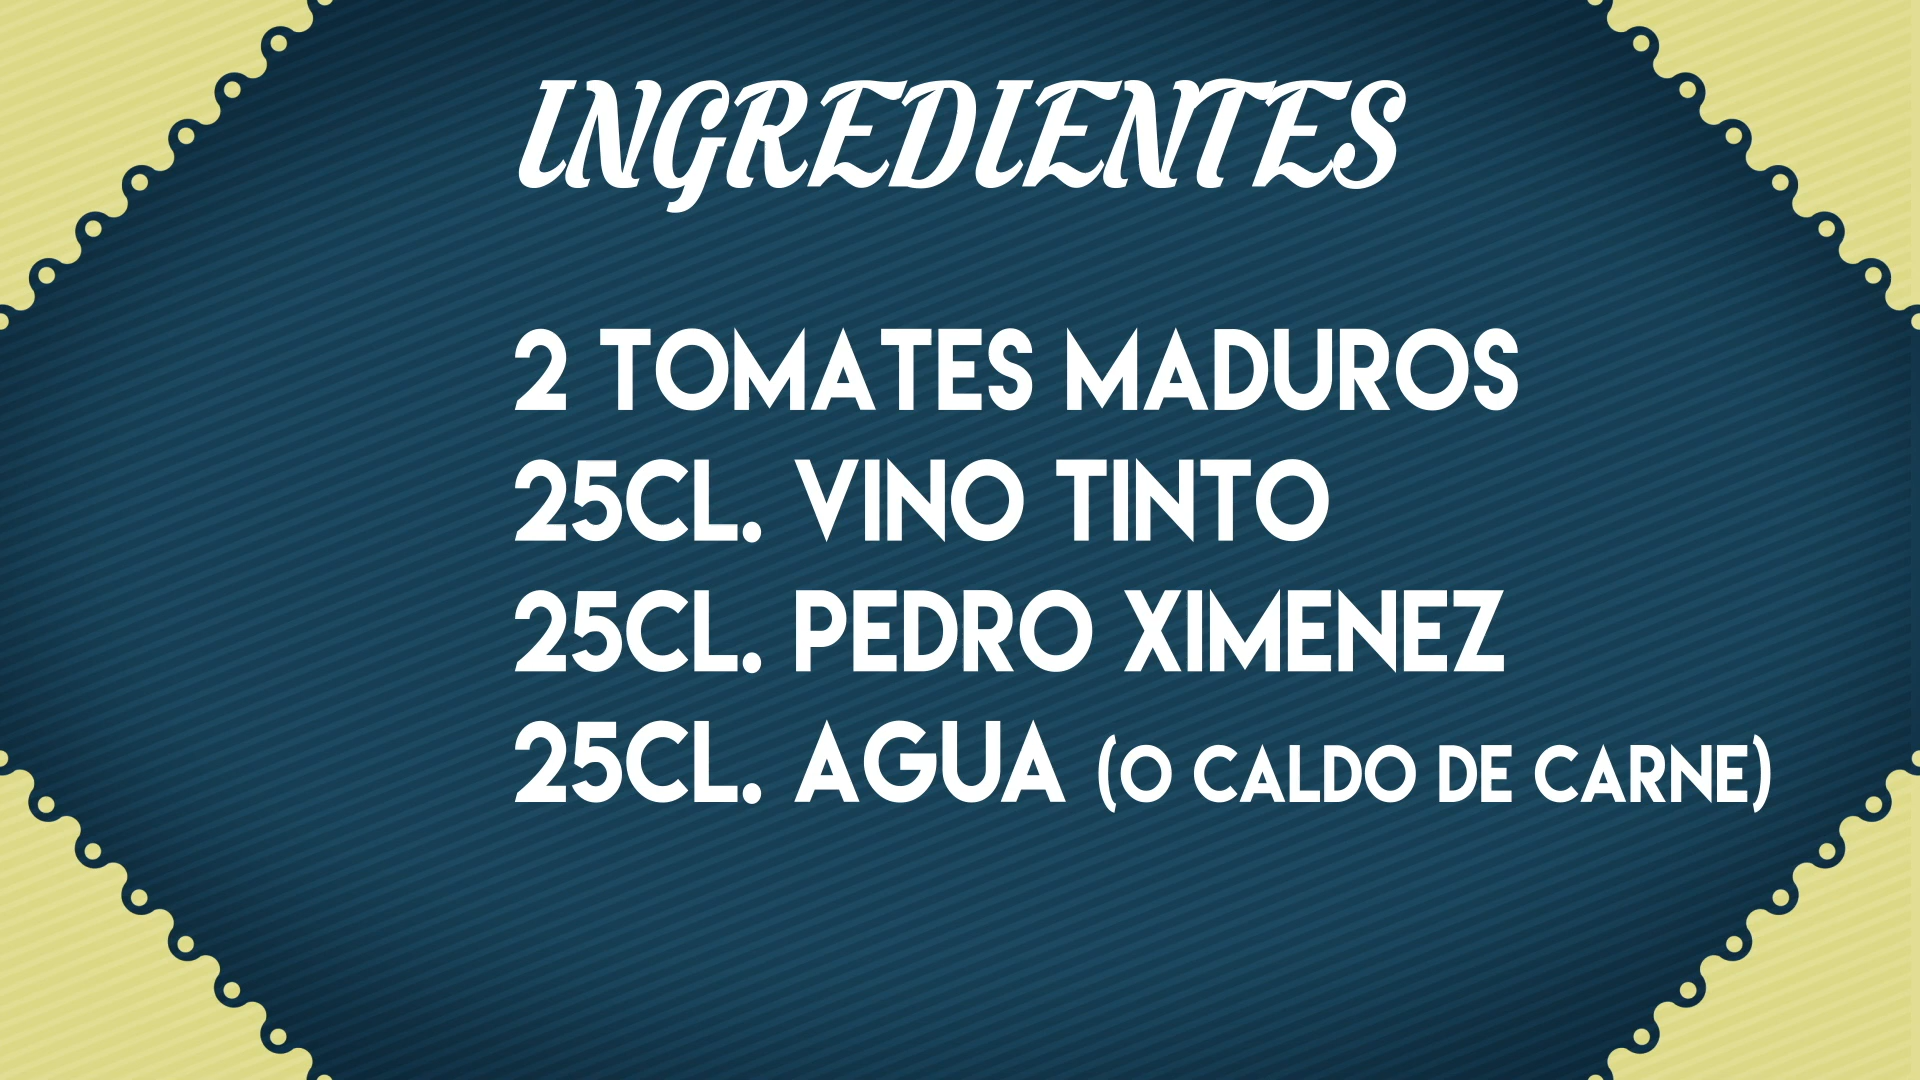 INGREDIENTES
2 TOMATES MADUROS
25CL. VINO TINTO
25CL. PEDRO XIMENEZ
25CL. AGUA (O CALDO DE CARNE)